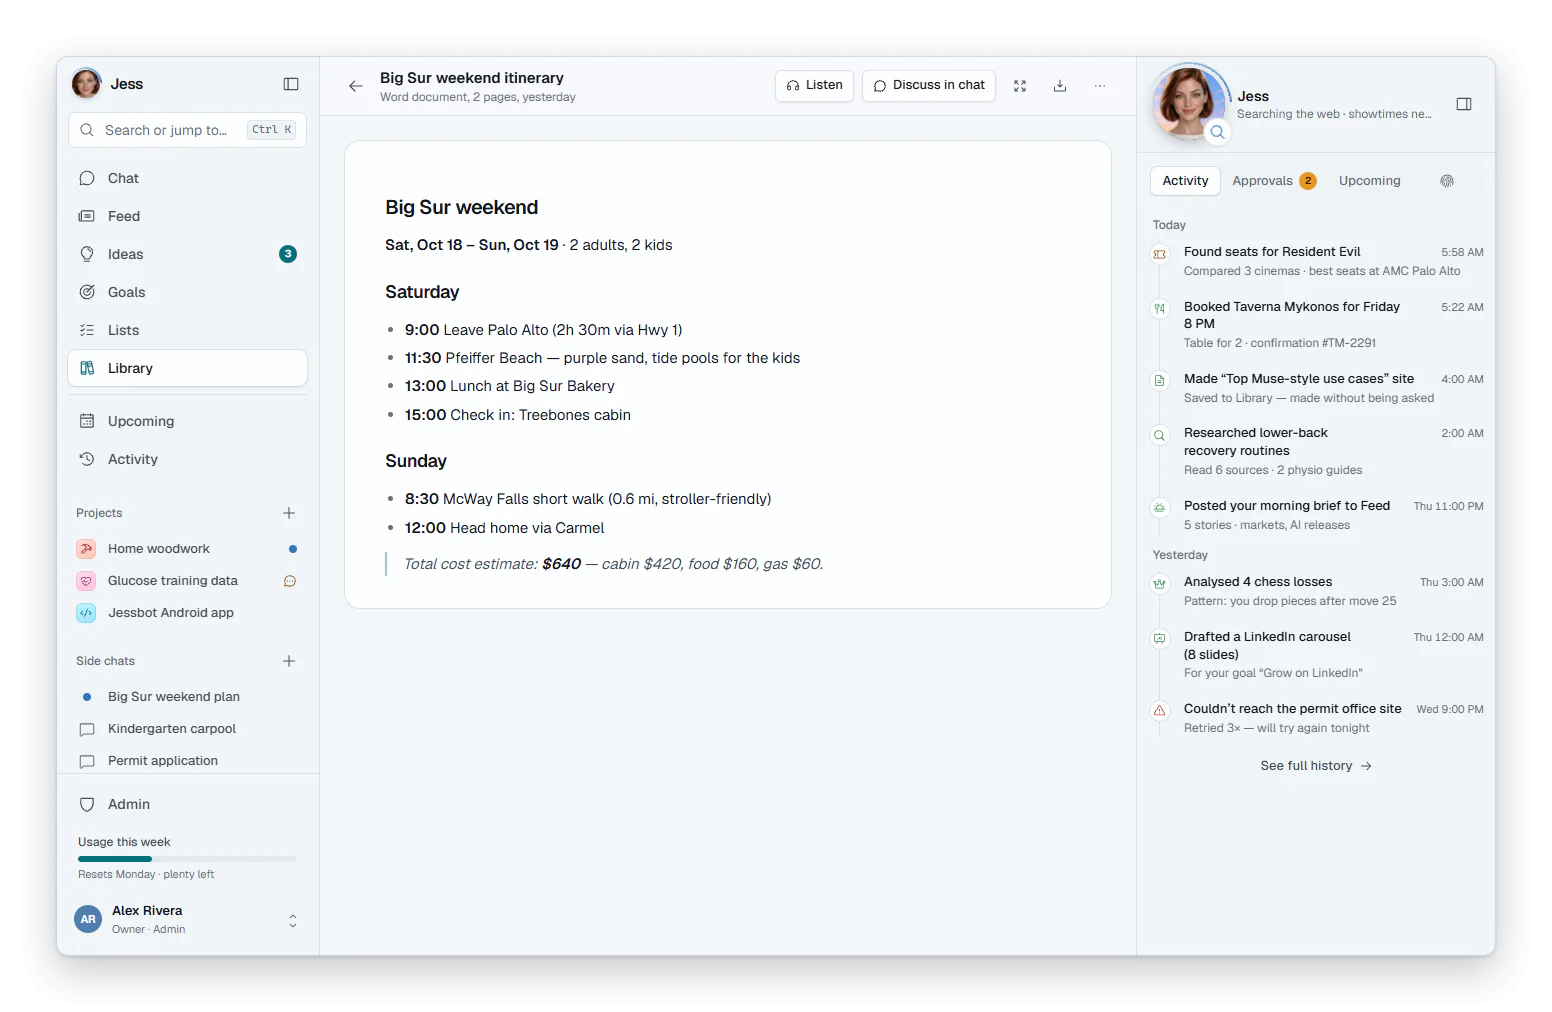 Jess
Search or jump to…
Ctrl K
Chat
Feed
Ideas
3
Goals
Lists
Library
Upcoming
Activity
Projects
Home woodwork
Glucose training data
Jessbot Android app
Side chats
Big Sur weekend plan
Kindergarten carpool
Permit application
Admin
Usage this week
Resets Monday · plenty left
AR
Alex Rivera
Owner · Admin
Big Sur weekend itinerary
Word document, 2 pages, yesterday
Listen
Discuss in chat
Big Sur weekend
Sat, Oct 18 – Sun, Oct 19 · 2 adults, 2 kids
Saturday
9:00 Leave Palo Alto (2h 30m via Hwy 1)
11:30 Pfeiffer Beach — purple sand, tide pools for the kids
13:00 Lunch at Big Sur Bakery
15:00 Check in: Treebones cabin
Sunday
8:30 McWay Falls short walk (0.6 mi, stroller-friendly)
12:00 Head home via Carmel
Total cost estimate: $640 — cabin $420, food $160, gas $60.
Jess
Searching the web · showtimes ne…
Activity
Approvals 2
Upcoming
Today
Found seats for Resident Evil 5:58 AM
Compared 3 cinemas · best seats at AMC Palo Alto
Booked Taverna Mykonos for Friday 5:22 AM
8 PM
Table for 2 · confirmation #TM-2291
Made “Top Muse-style use cases” site 4:00 AM
Saved to Library — made without being asked
Researched lower-back 2:00 AM
recovery routines
Read 6 sources · 2 physio guides
Posted your morning brief to Feed Thu 11:00 PM
5 stories · markets, AI releases
Yesterday
Analysed 4 chess losses Thu 3:00 AM
Pattern: you drop pieces after move 25
Drafted a LinkedIn carousel Thu 12:00 AM
(8 slides)
For your goal “Grow on LinkedIn”
Couldn’t reach the permit office site Wed 9:00 PM
Retried 3× — will try again tonight
See full history